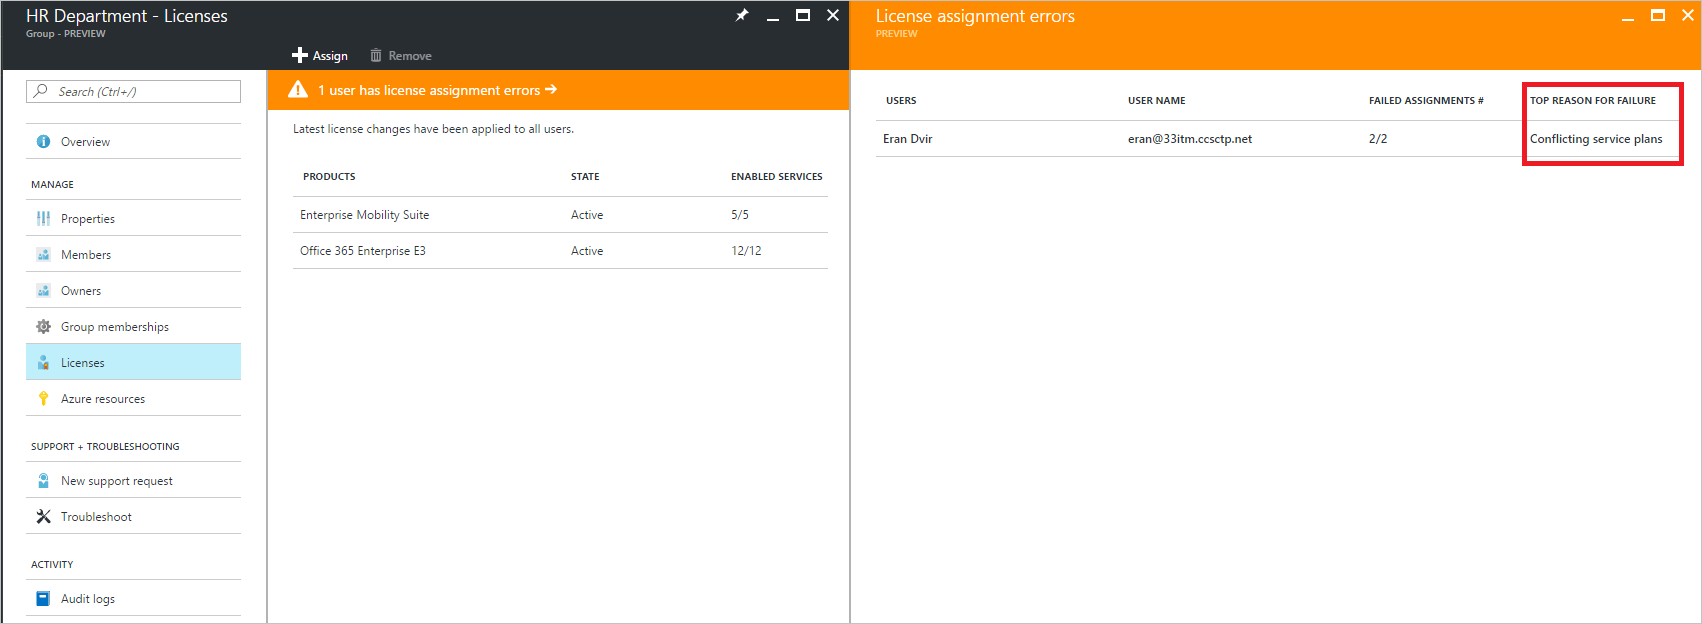 HR Department - Licenses
Group - PREVIEW
Assign
Remove
Search (Ctrl+/)
Overview
MANAGE
Properties
Members
Owners
Group memberships
Licenses
Azure resources
SUPPORT + TROUBLESHOOTING
New support request
Troubleshoot
ACTIVITY
Audit logs
1 user has license assignment errors →
Latest license changes have been applied to all users.
PRODUCTS STATE ENABLED SERVICES
Enterprise Mobility Suite Active 5/5
Office 365 Enterprise E3 Active 12/12
License assignment errors
PREVIEW
USERS USER NAME FAILED ASSIGNMENTS # TOP REASON FOR FAILURE
Eran Dvir eran@33itm.ccsctp.net 2/2 Conflicting service plans